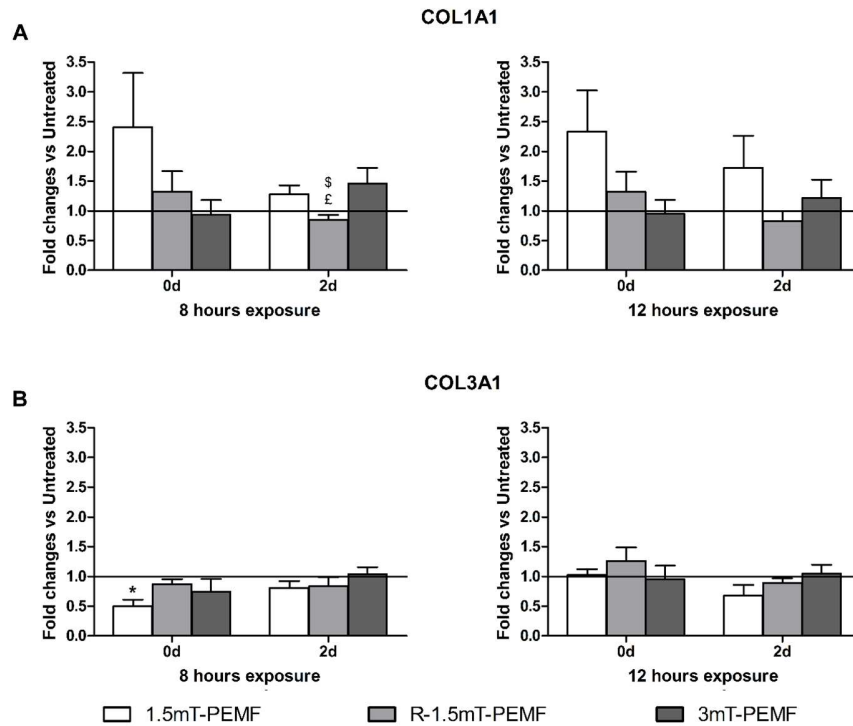 COL1A1
A
Fold changes vs Untreated
3.5
3.0
2.5
2.0
1.5
1.0
0.5
0.0
$
£
0d 2d
8 hours exposure
Fold changes vs Untreated
3.5
3.0
2.5
2.0
1.5
1.0
0.5
0.0
0d 2d
12 hours exposure
COL3A1
B
Fold changes vs Untreated
3.5
3.0
2.5
2.0
1.5
1.0
0.5
0.0
*
0d 2d
8 hours exposure
Fold changes vs Untreated
3.5
3.0
2.5
2.0
1.5
1.0
0.5
0.0
0d 2d
12 hours exposure
1.5mT-PEMF R-1.5mT-PEMF 3mT-PEMF